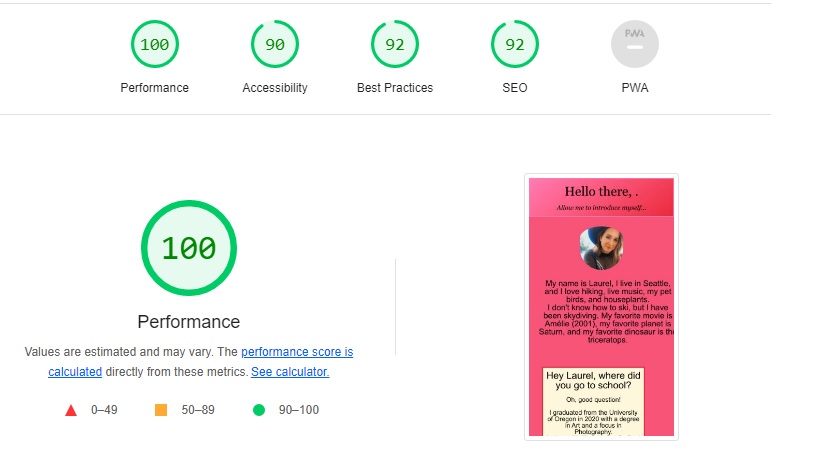 100
90
92
92
PWA
Performance
Accessibility
Best Practices
SEO
PWA
100
Performance
Values are estimated and may vary. The performance score is
calculated directly from these metrics. See calculator.
0–49
50–89
90–100
Hello there, .
Allow me to introduce myself...
My name is Laurel, I live in Seattle,
and I love hiking, live music, my pet
birds, and houseplants.
I don't know how to ski, but I have
been skydiving. My favorite movie is
Amélie (2001), my favorite planet is
Saturn, and my favorite dinosaur is the
triceratops.
Hey Laurel, where did
you go to school?
Oh, good question!
I graduated from the University
of Oregon in 2020 with a degree
in Art and a focus in
Photography.